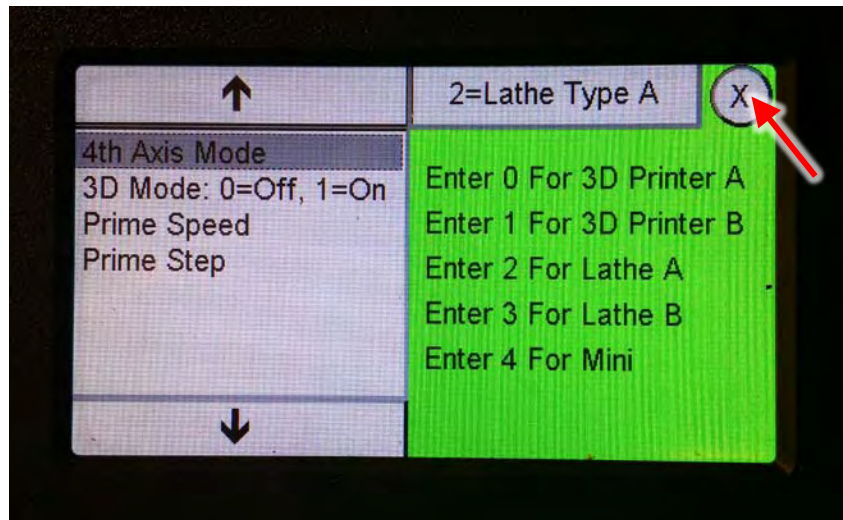 2=Lathe Type A
X
4th Axis Mode
3D Mode: 0=Off, 1=On
Prime Speed
Prime Step
Enter 0 For 3D Printer A
Enter 1 For 3D Printer B
Enter 2 For Lathe A
Enter 3 For Lathe B
Enter 4 For Mini